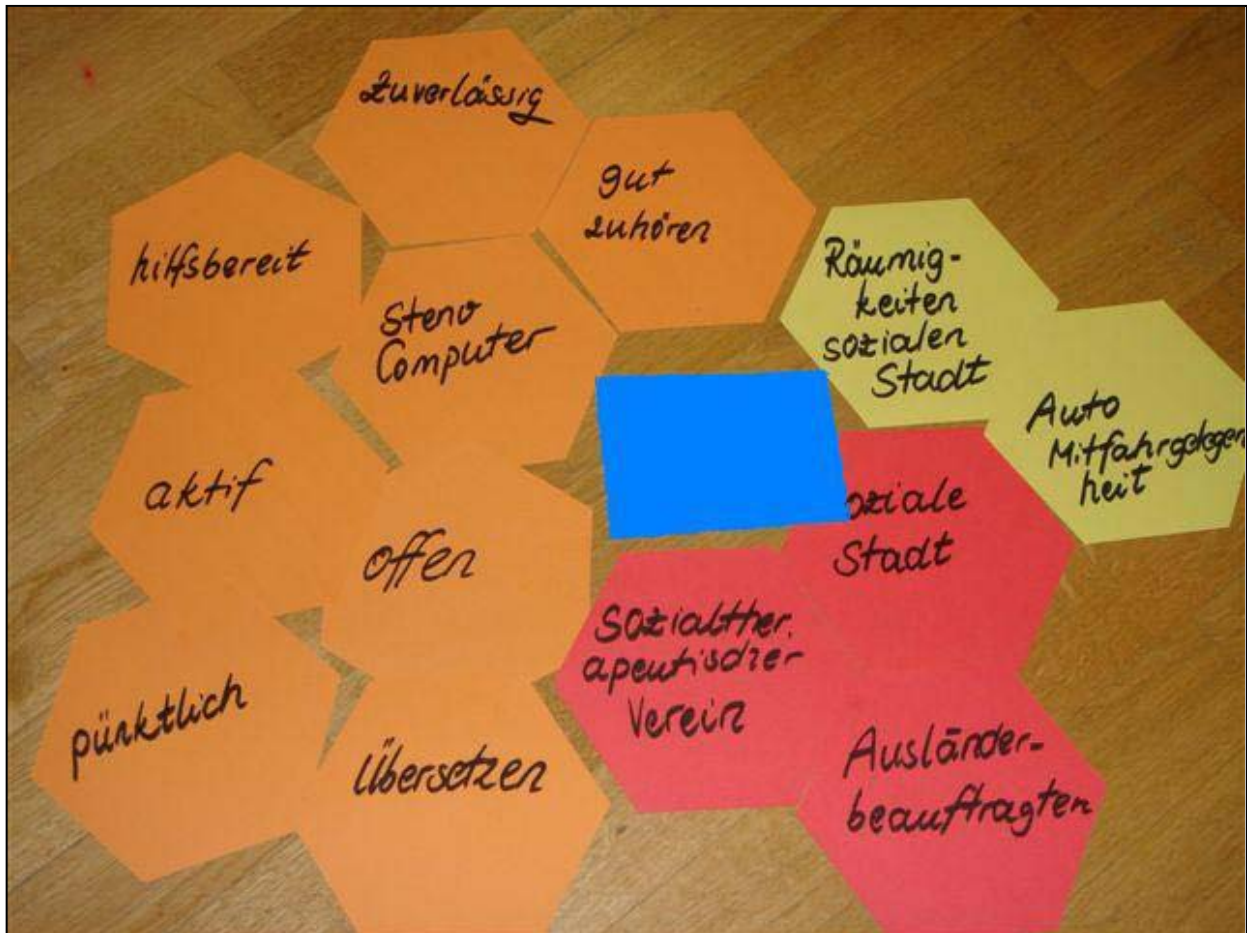 zuverlässig
gut
zuhören
hilfsbereit
Steno
Computer
Räumig-
keiten
sozialen
Stadt
Auto
Mitfahrgelegen
heit
aktif
offen
oziale
Stadt
Sozialther.
apeutischer
Verein
pünktlich
Übersetzen
Ausländer-
beauftragten